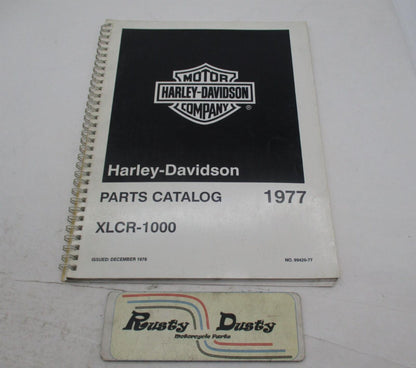 MOTOR
HARLEY-DAVIDSON
COMPANY
®
Harley-Davidson
PARTS CATALOG 1977
XLCR-1000
ISSUED: DECEMBER 1976 NO. 99426-77
Rusty Dusty
Motorcycle Parts